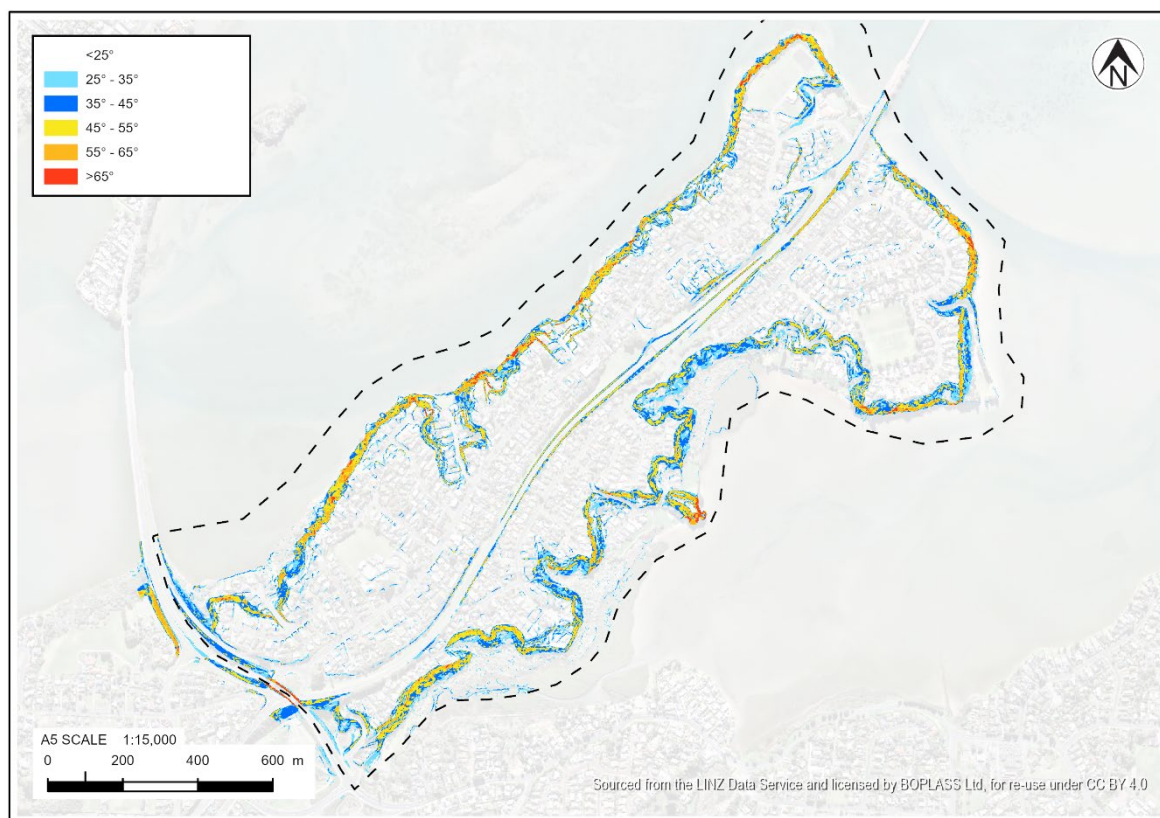 <25°
25° - 35°
35° - 45°
45° - 55°
55° - 65°
>65°
N
A5 SCALE 1:15,000
0 200 400 600 m
Sourced from the LINZ Data Service and licensed by BOPLASS Ltd, for re-use under CC BY 4.0